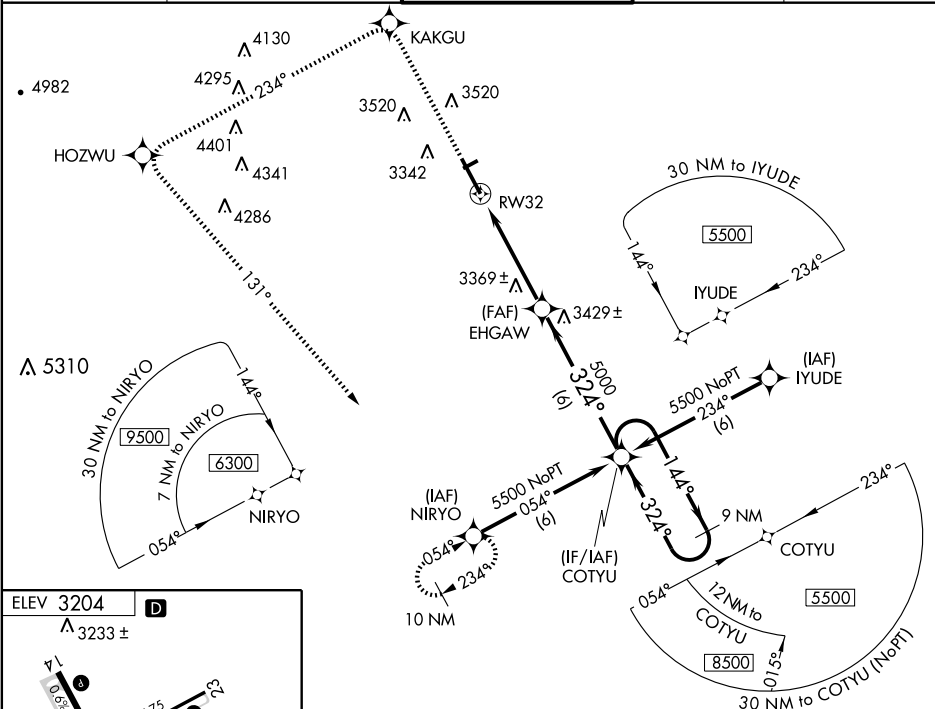 4130
KAKGU
4982
4295
234°
3520
3520
4401
HOZWU
4341
3342
30 NM to IYUDE
RW32
4286
5500
144°
234°
131°
IYUDE
3369 ±
(FAF)
EHGAW
3429 ±
5310
5000
324°
(6)
(IAF)
IYUDE
5500 NoPT
234°
(6)
30 NM to NIRYO
144°
9500
7 NM to NIRYO
6300
NIRYO
054°
(IAF)
NIRYO
5500 NoPT
054°
(6)
144°
324°
9 NM
234°
054°
234°
10 NM
(IF/IAF)
COTYU
COTYU
054°
12 NM to
COTYU
5500
8500
015°
30 NM to COTYU (NoPT)
ELEV 3204
D
3233 ±
14
P
0.6%
23